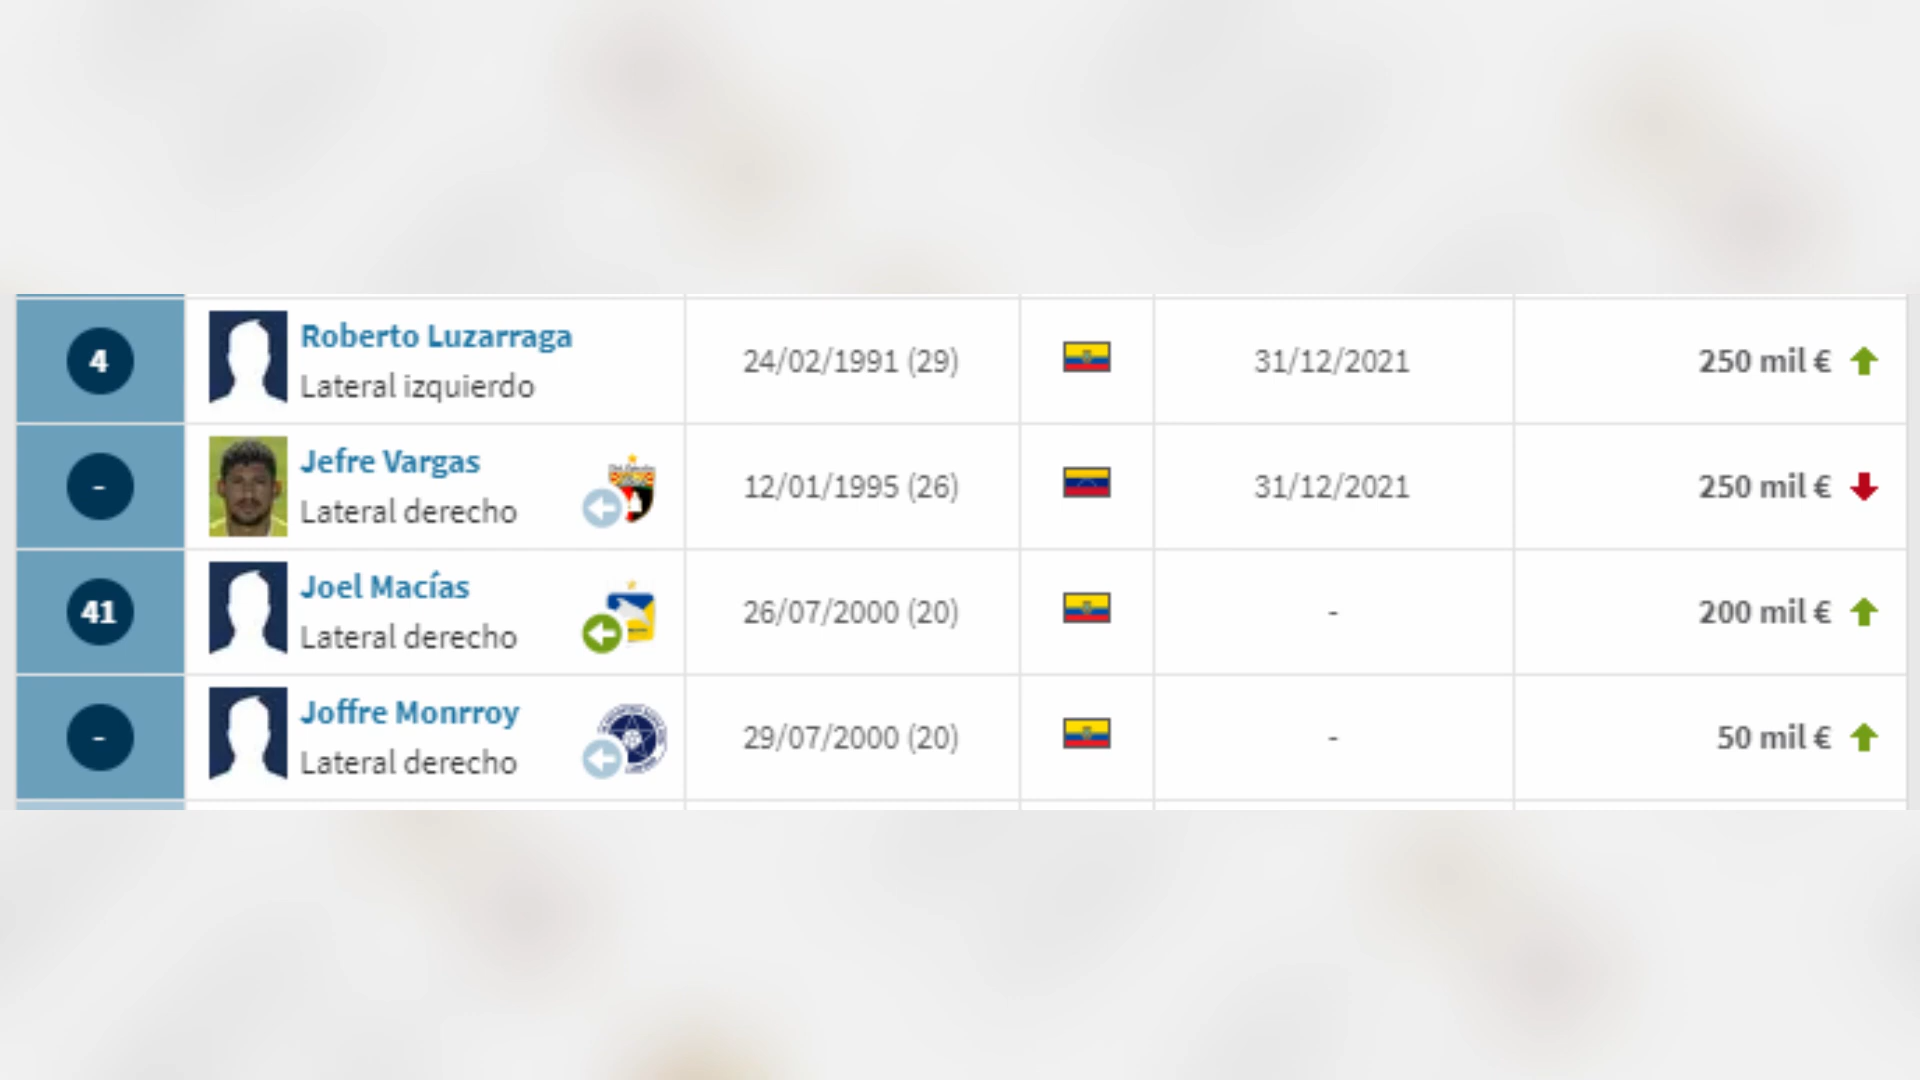 4 Roberto Luzarraga 24/02/1991 (29) 31/12/2021 250 mil €
Lateral izquierdo
- Jefre Vargas 12/01/1995 (26) 31/12/2021 250 mil €
Lateral derecho
41 Joel Macías 26/07/2000 (20) - 200 mil €
Lateral derecho
- Joffre Monrroy 29/07/2000 (20) - 50 mil €
Lateral derecho